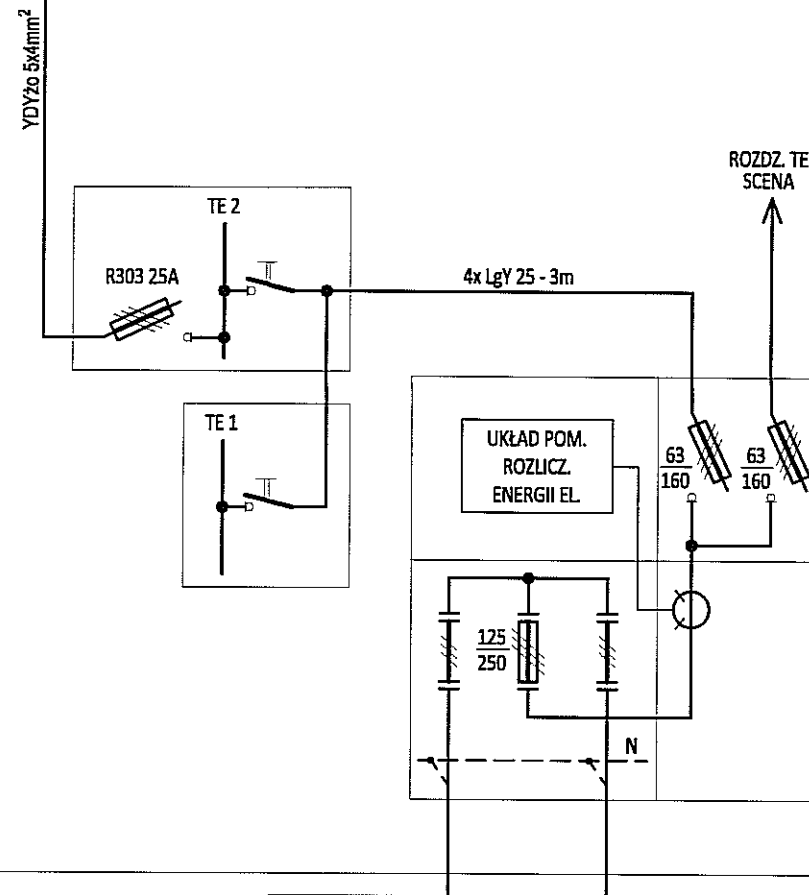 YDYżo 5x4mm²
ROZDZ. TE
SCENA
TE 2
R303 25A
4x LgY 25 - 3m
TE 1
UKŁAD POM.
ROZLICZ.
ENERGII EL.
63
160
63
160
125
250
N